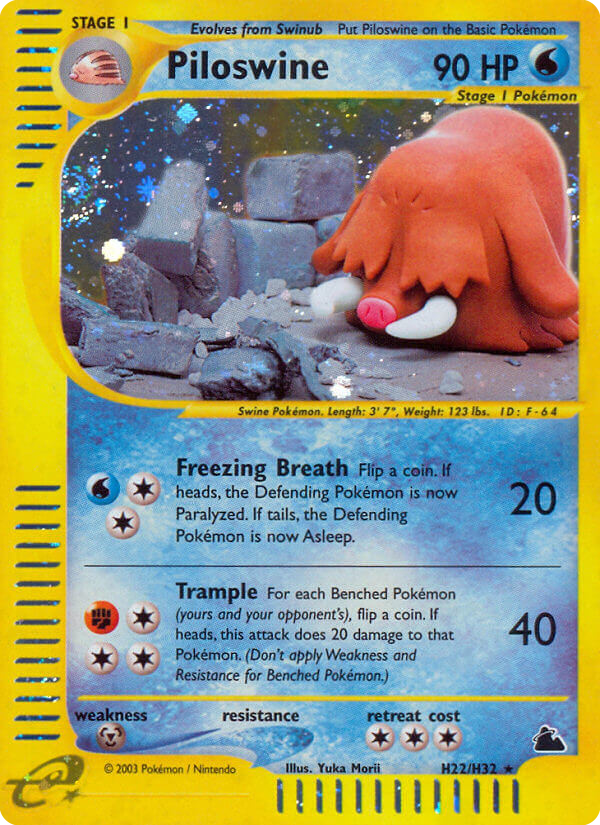 STAGE 1
Evolves from Swinub Put Piloswine on the Basic Pokémon
Piloswine 90 HP
Stage 1 Pokémon
Swine Pokémon. Length: 3' 7", Weight: 123 lbs. ID: F-64
Freezing Breath Flip a coin. If
heads, the Defending Pokémon is now
Paralyzed. If tails, the Defending
Pokémon is now Asleep.
20
Trample For each Benched Pokémon
(yours and your opponent's), flip a coin. If
heads, this attack does 20 damage to that
Pokémon. (Don't apply Weakness and
Resistance for Benched Pokémon.)
40
weakness resistance retreat cost
© 2003 Pokémon / Nintendo Illus. Yuka Morii H22/H32 ★